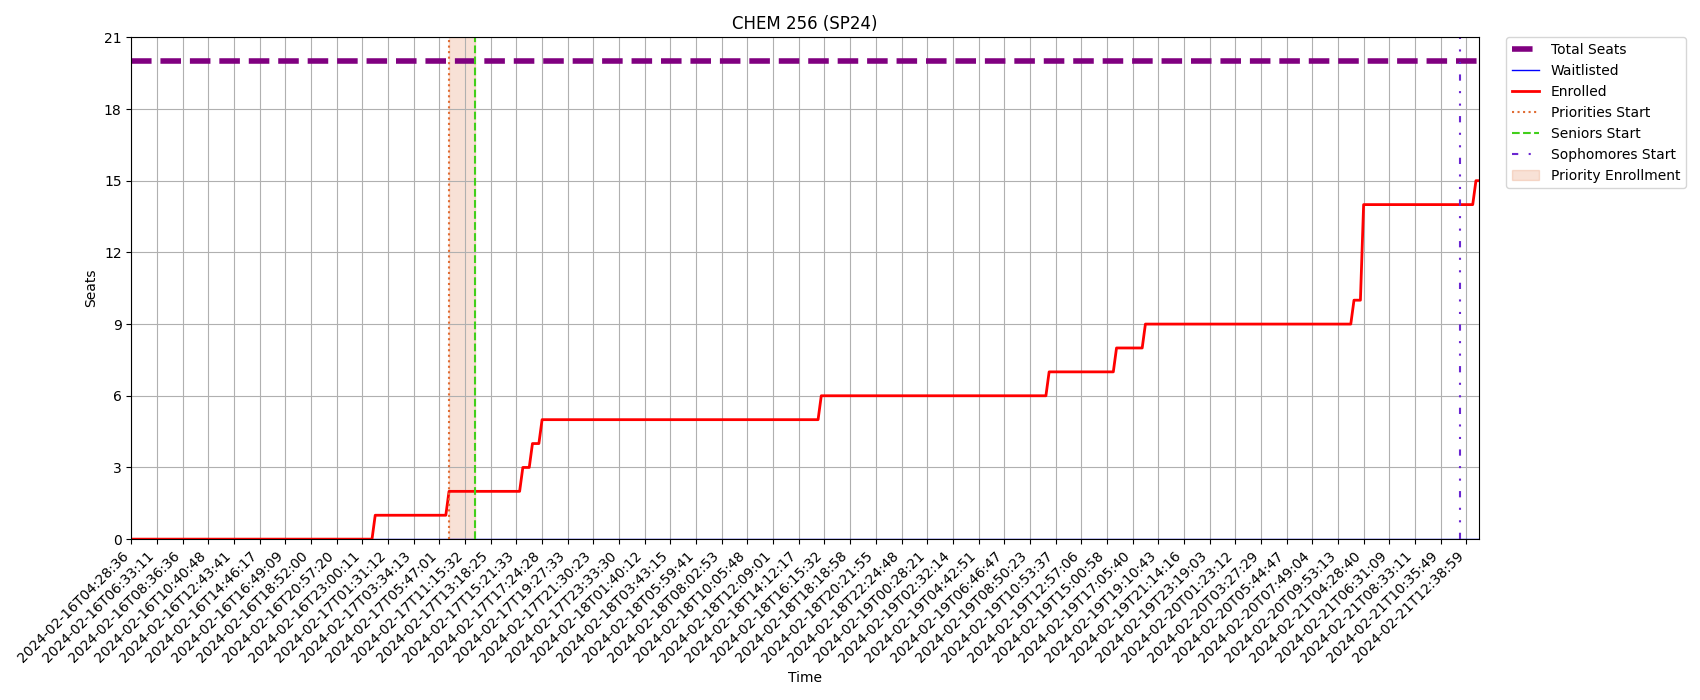 CHEM 256 (SP24)
Total Seats
Waitlisted
Enrolled
Priorities Start
Seniors Start
Sophomores Start
Priority Enrollment
21
18
15
12
9
6
3
0
Seats
2024-02-16T04:28:36
2024-02-16T06:33:11
2024-02-16T08:36:36
2024-02-16T10:40:48
2024-02-16T12:43:41
2024-02-16T14:46:17
2024-02-16T16:49:09
2024-02-16T18:52:00
2024-02-16T20:57:20
2024-02-16T23:00:11
2024-02-17T01:31:12
2024-02-17T03:34:13
2024-02-17T05:47:01
2024-02-17T11:15:32
2024-02-17T13:18:25
2024-02-17T15:21:33
2024-02-17T17:24:28
2024-02-17T19:27:33
2024-02-17T21:30:23
2024-02-17T23:33:30
2024-02-18T01:40:12
2024-02-18T03:43:15
2024-02-18T05:59:41
2024-02-18T08:02:53
2024-02-18T10:05:48
2024-02-18T12:09:01
2024-02-18T14:12:17
2024-02-18T16:15:32
2024-02-18T18:18:58
2024-02-18T20:21:55
2024-02-18T22:24:48
2024-02-19T00:28:21
2024-02-19T02:32:14
2024-02-19T04:42:51
2024-02-19T06:46:47
2024-02-19T08:50:23
2024-02-19T10:53:37
2024-02-19T12:57:06
2024-02-19T15:00:58
2024-02-19T17:05:40
2024-02-19T19:10:43
2024-02-19T21:14:16
2024-02-19T23:19:03
2024-02-20T01:23:12
2024-02-20T03:27:29
2024-02-20T05:44:47
2024-02-20T07:49:04
2024-02-20T09:53:13
2024-02-21T04:28:40
2024-02-21T06:31:09
2024-02-21T08:33:11
2024-02-21T10:35:49
2024-02-21T12:38:59
Time